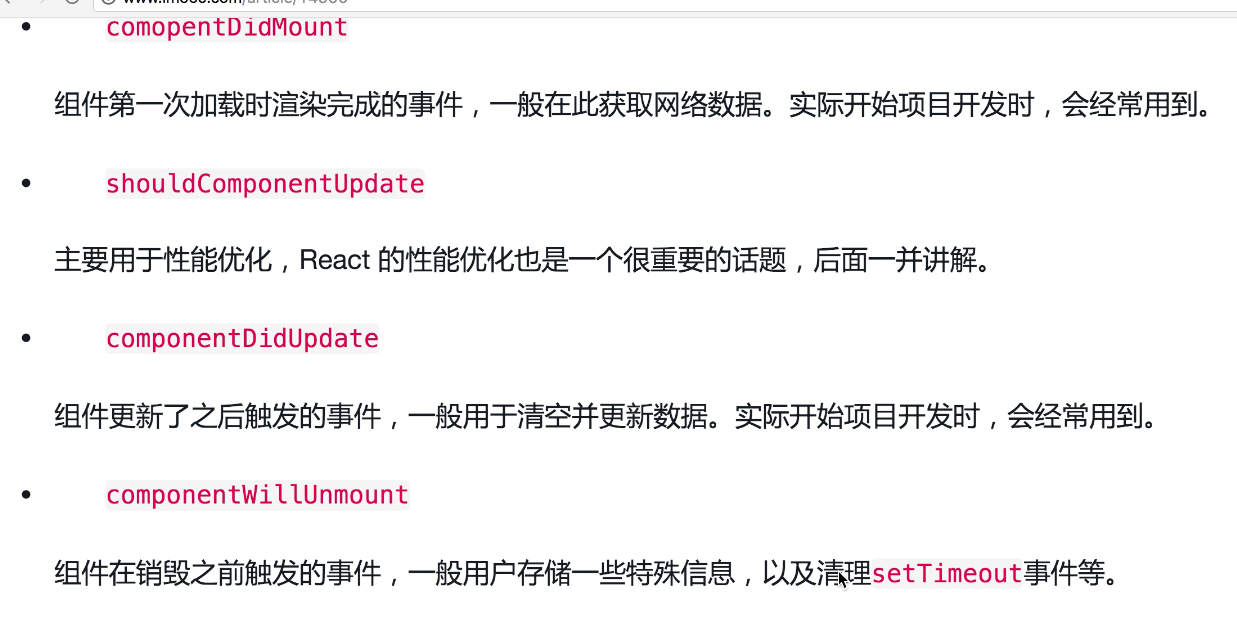 comopentDidMount
组件第一次加载时渲染完成的事件，一般在此获取网络数据。实际开始项目开发时，会经常用到。
shouldComponentUpdate
主要用于性能优化，React 的性能优化也是一个很重要的话题，后面一并讲解。
componentDidUpdate
组件更新了之后触发的事件，一般用于清空并更新数据。实际开始项目开发时，会经常用到。
componentWillUnmount
组件在销毁之前触发的事件，一般用户存储一些特殊信息，以及清理setTimeout事件等。